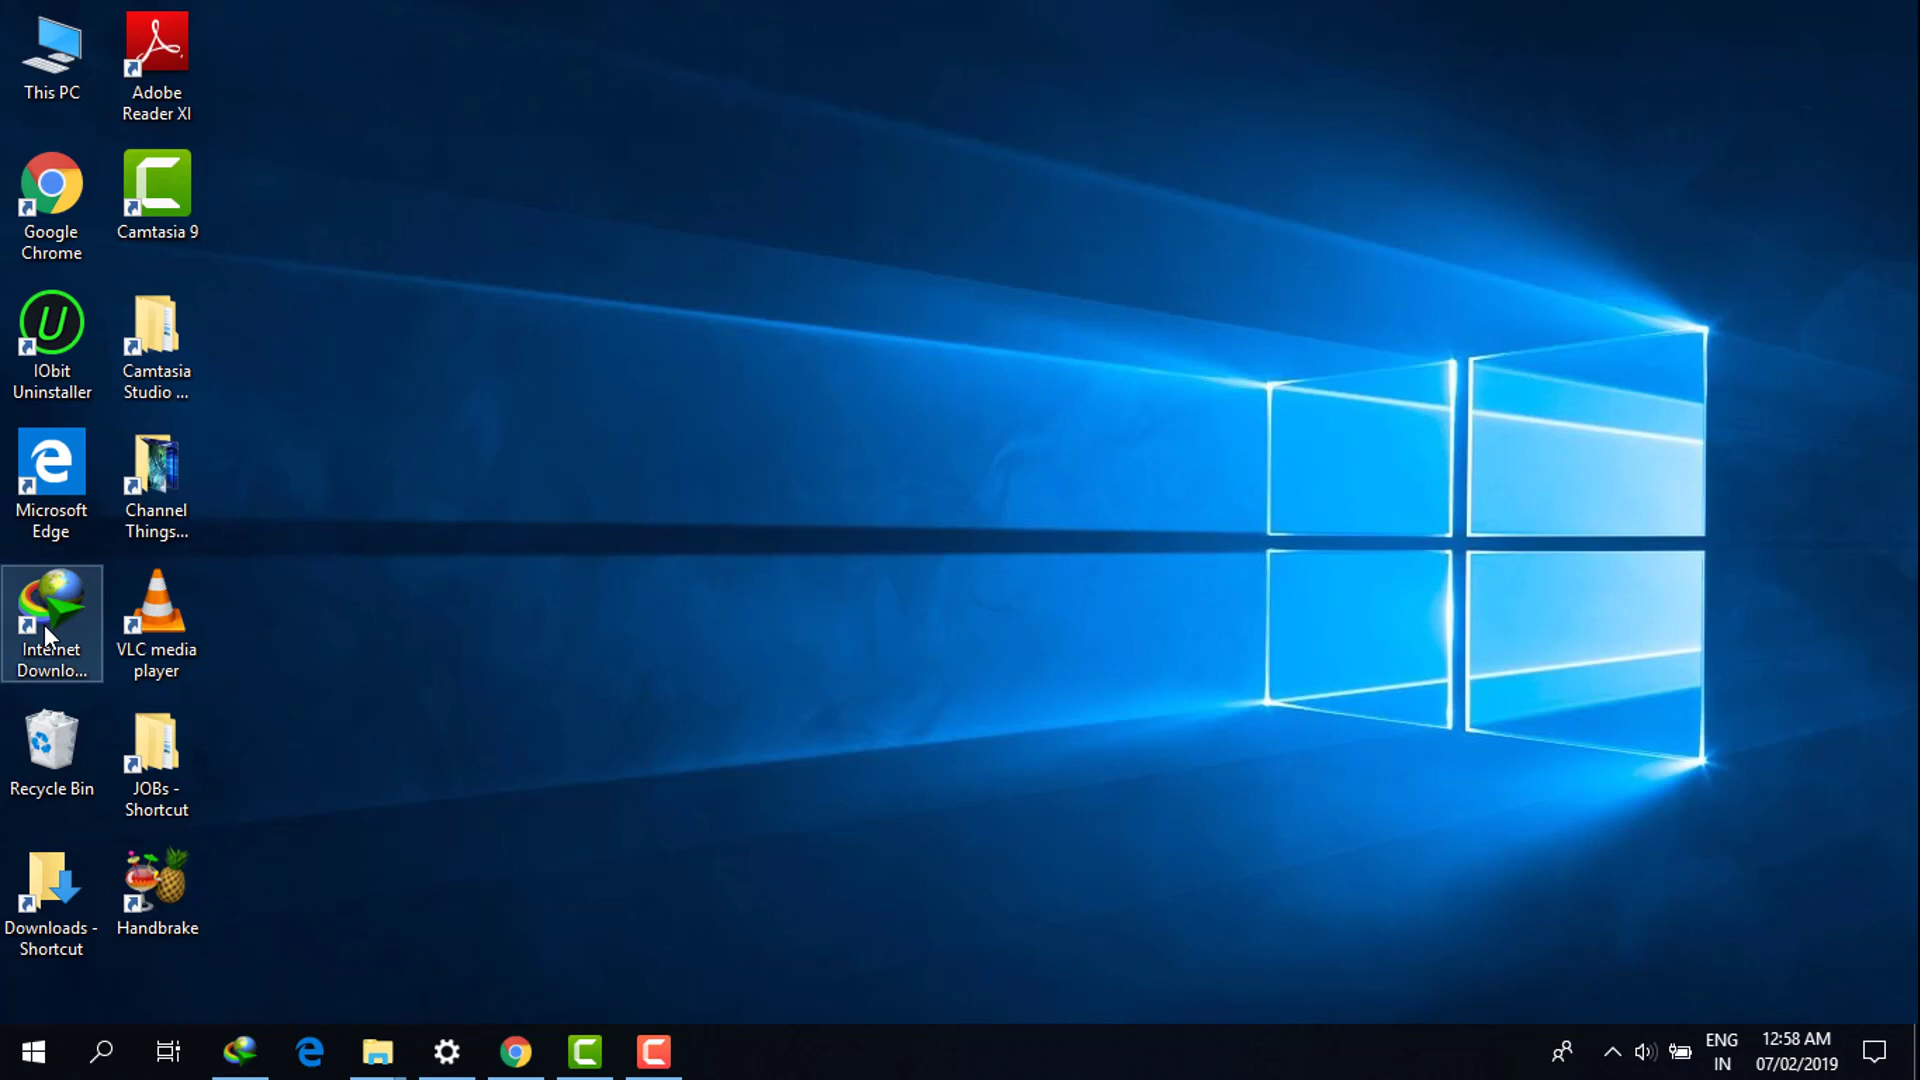 This PC
Adobe
Reader XI
Google
Chrome
Camtasia 9
IObit
Uninstaller
Camtasia
Studio ...
Microsoft
Edge
Channel
Things...
Internet
Downlo...
VLC media
player
Recycle Bin
JOBs -
Shortcut
Downloads -
Shortcut
Handbrake
ENG
IN
12:58 AM
07/02/2019